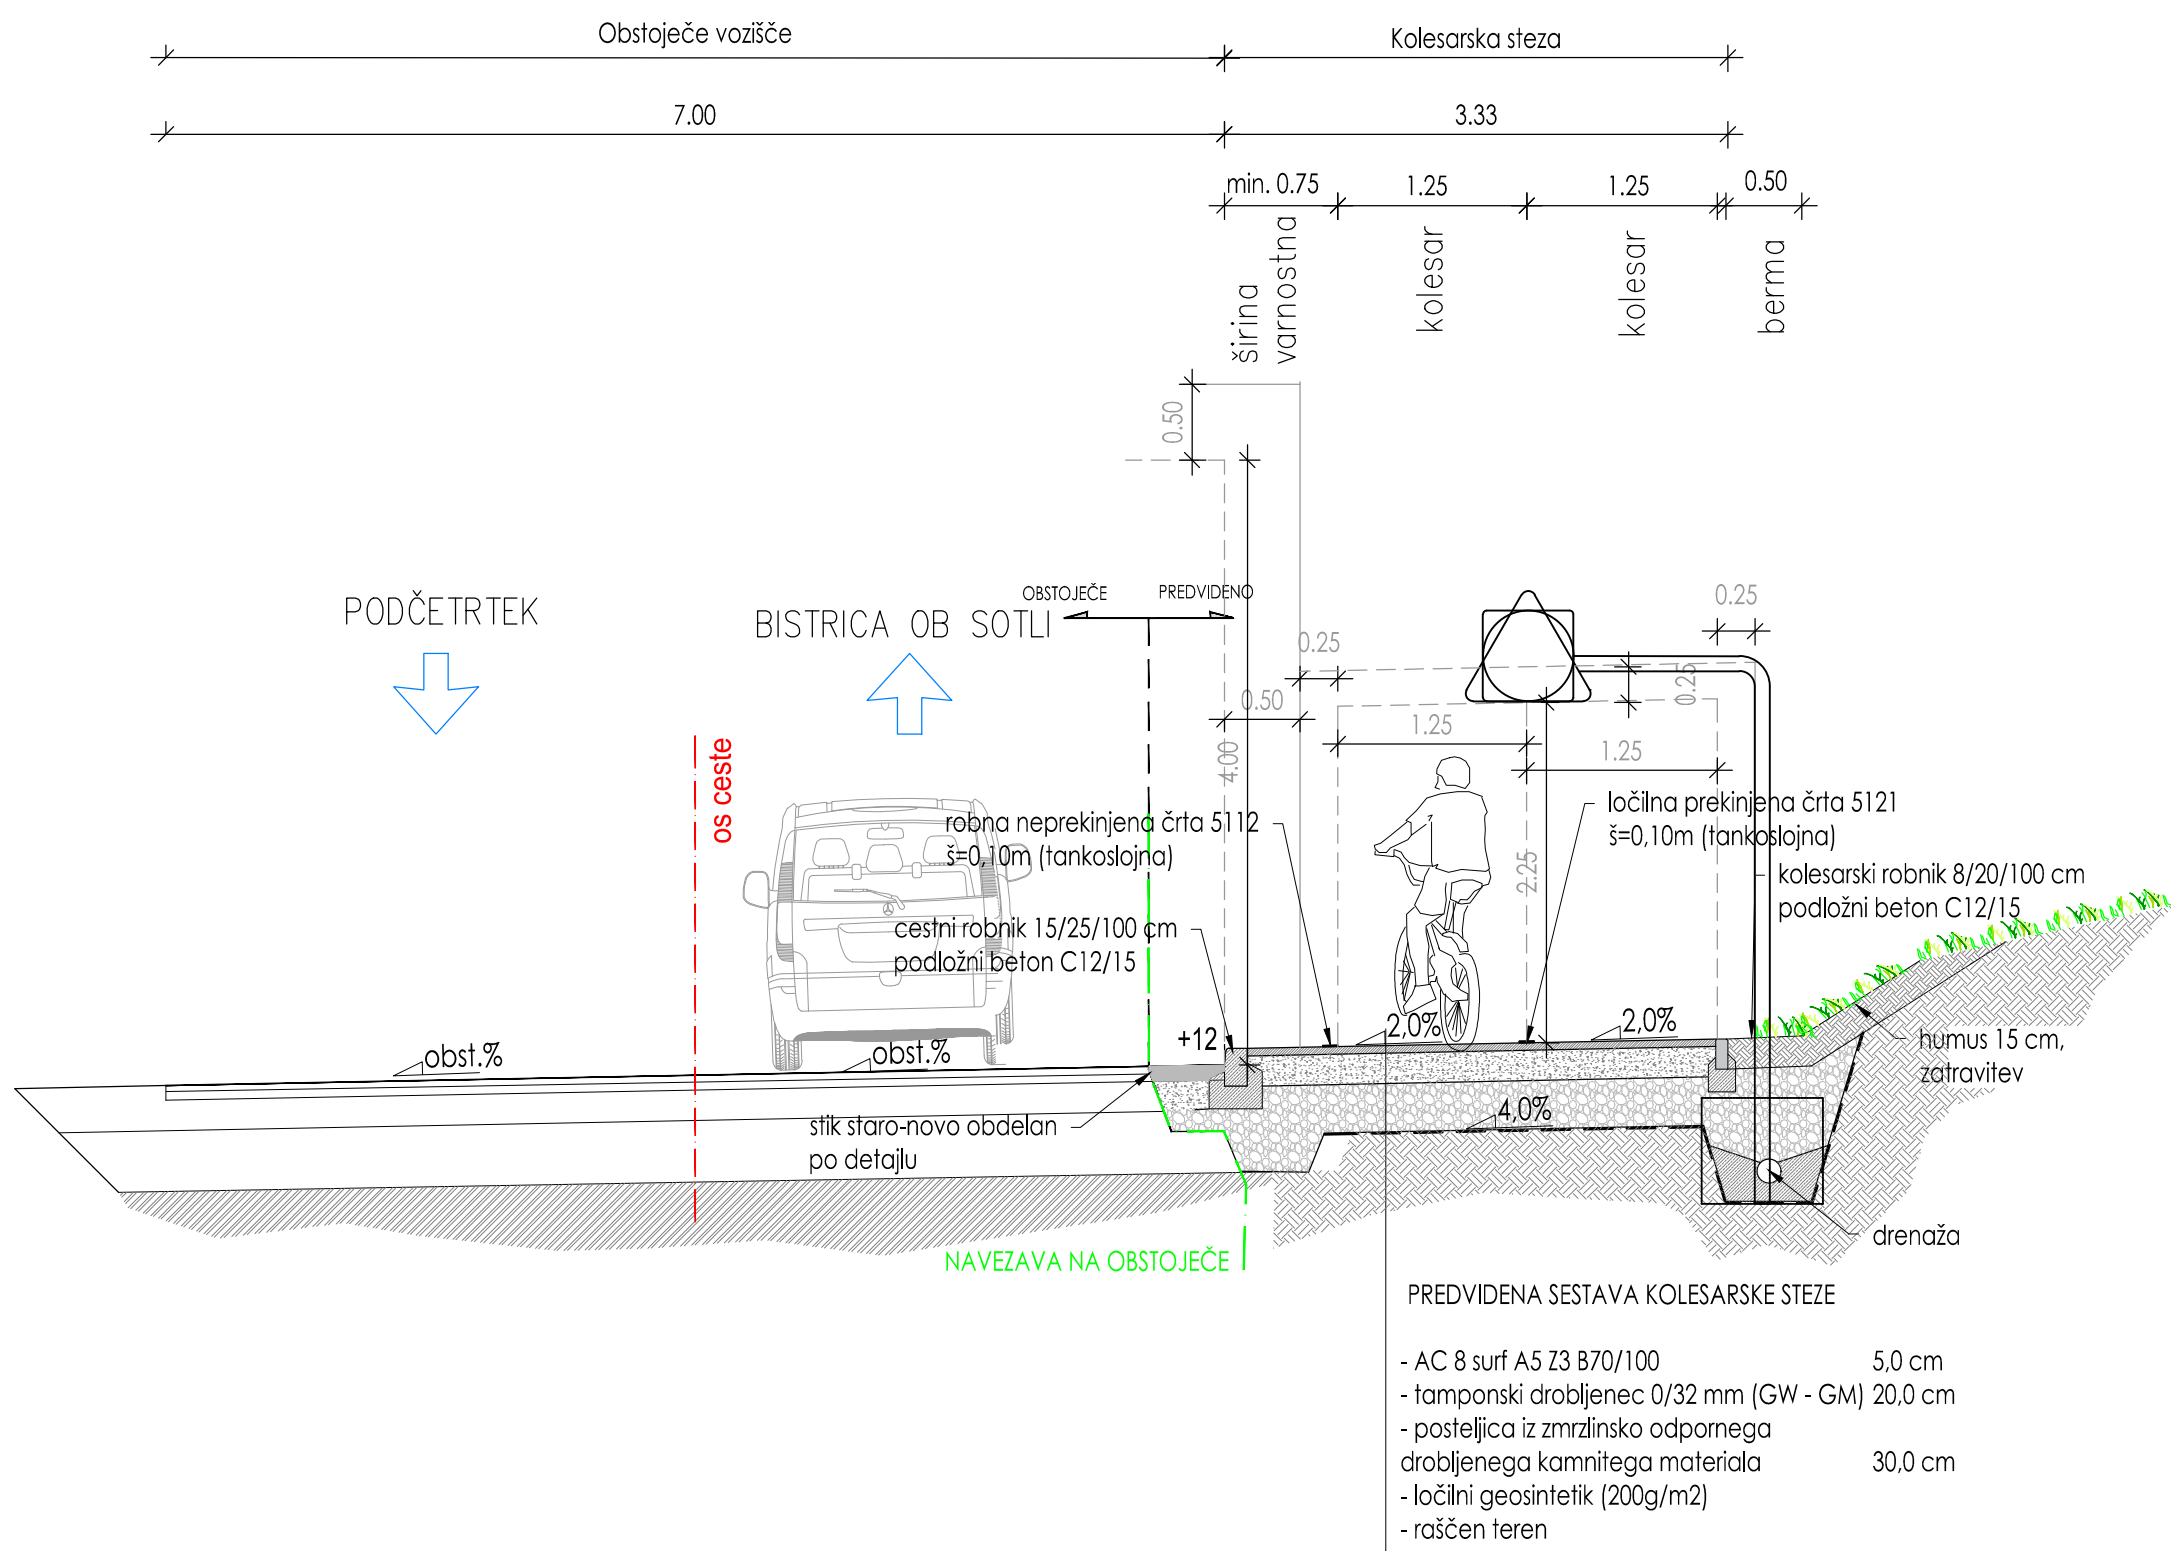 Obstoječe vozišče
Kolesarska steza
7.00
3.33
min. 0.75
1.25
1.25
0.50
širina
varnostna
kolesar
kolesar
berma
0.50
OBSTOJEČE
PREDVIDENO
PODČETRTEK
BISTRICA OB SOTLI
0.25
0.25
0.25
0.50
1.25
1.25
4.00
2.25
os ceste
robna neprekinjena črta 5112
š=0,10m (tankoslojna)
ločilna prekinjena črta 5121
š=0,10m (tankoslojna)
kolesarski robnik 8/20/100 cm
podložni beton C12/15
cestni robnik 15/25/100 cm
podložni beton C12/15
+12
2,0%
2,0%
obst.%
obst.%
humus 15 cm,
zatravitev
4,0%
stik staro-novo obdelan
po detajlu
drenaža
NAVEZAVA NA OBSTOJEČE
PREDVIDENA SESTAVA KOLESARSKE STEZE
- AC 8 surf A5 Z3 B70/100 5,0 cm
- tamponski drobljenec 0/32 mm (GW - GM) 20,0 cm
- posteljica iz zmrzlinsko odpornega
drobljenega kamnitega materiala 30,0 cm
- ločilni geosintetik (200g/m2)
- raščen teren